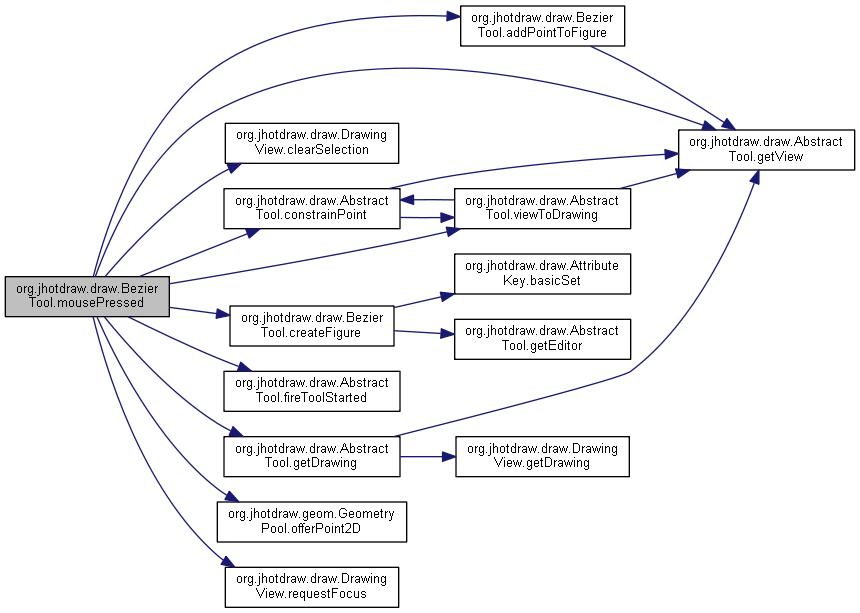 org.jhotdraw.draw.Bezier
Tool.addPointToFigure
org.jhotdraw.draw.Drawing
View.clearSelection
org.jhotdraw.draw.Abstract
Tool.getView
org.jhotdraw.draw.Abstract
Tool.constrainPoint
org.jhotdraw.draw.Abstract
Tool.viewToDrawing
org.jhotdraw.draw.Attribute
Key.basicSet
org.jhotdraw.draw.Bezier
Tool.mousePressed
org.jhotdraw.draw.Bezier
Tool.createFigure
org.jhotdraw.draw.Abstract
Tool.getEditor
org.jhotdraw.draw.Abstract
Tool.fireToolStarted
org.jhotdraw.draw.Abstract
Tool.getDrawing
org.jhotdraw.draw.Drawing
View.getDrawing
org.jhotdraw.geom.Geometry
Pool.offerPoint2D
org.jhotdraw.draw.Drawing
View.requestFocus